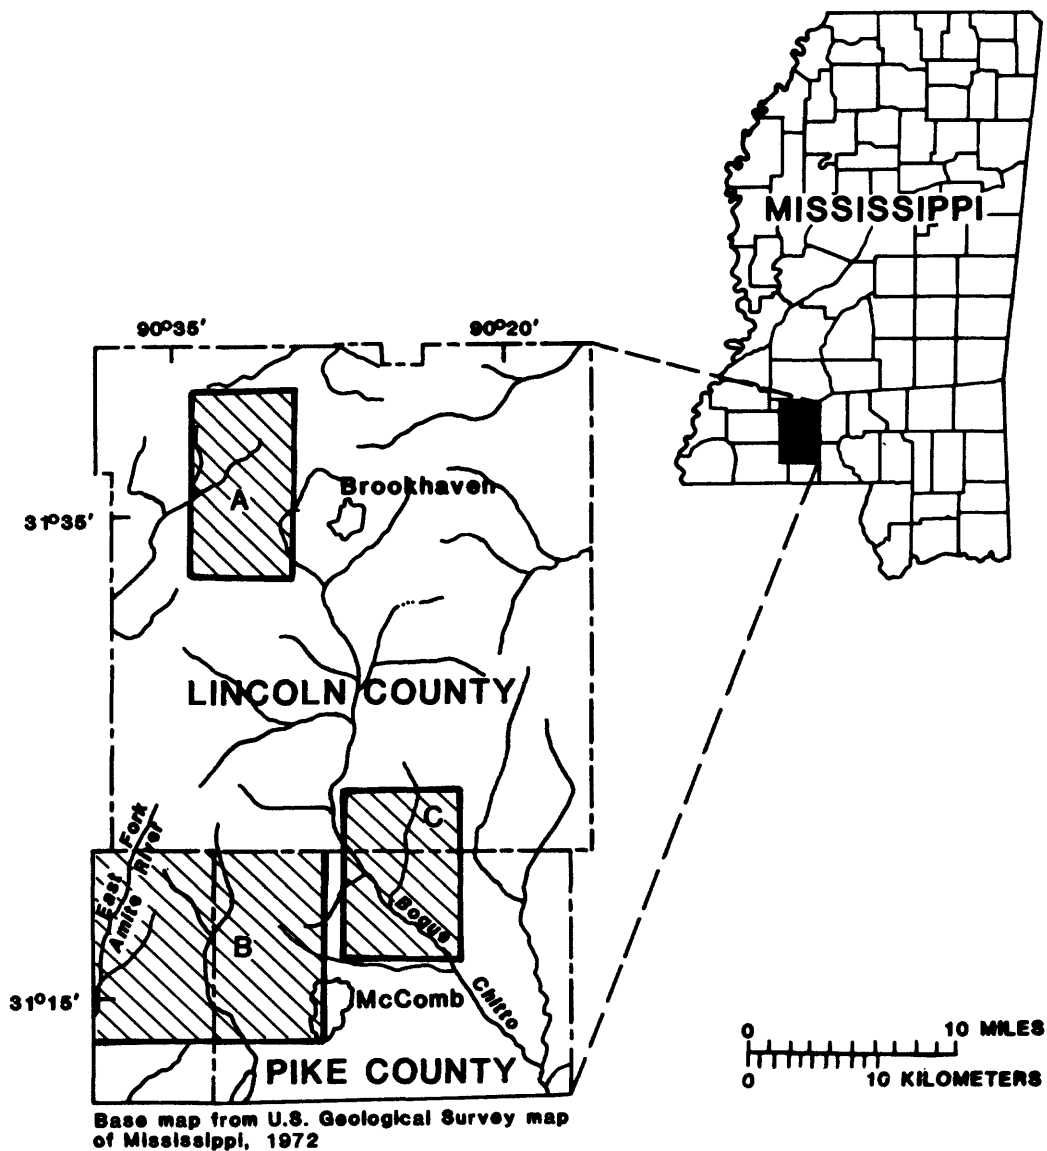 MISSISSIPPI
90°35'
90°20'
A
Brookhaven
31°35'
LINCOLN COUNTY
C
East Fork
Amite River
Bogue
B
31°15'
McComb
Chitto
PIKE COUNTY
0 10 MILES
0 10 KILOMETERS
Base map from U.S. Geological Survey map
of Mississippi, 1972